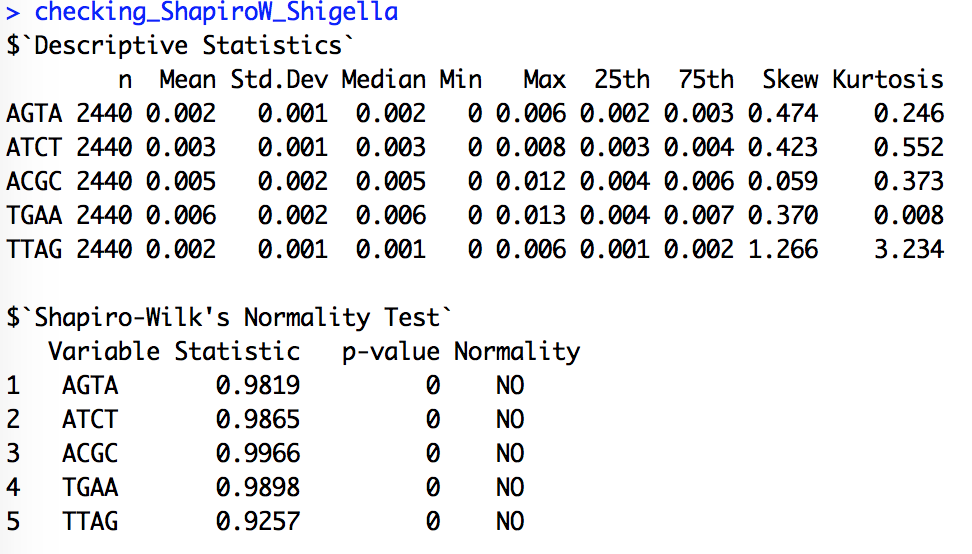 > checking_ShapiroW_Shigella
$`Descriptive Statistics`
        n  Mean Std.Dev Median Min   Max  25th  75th  Skew Kurtosis
AGTA 2440 0.002   0.001  0.002   0 0.006 0.002 0.003 0.474    0.246
ATCT 2440 0.003   0.001  0.003   0 0.008 0.003 0.004 0.423    0.552
ACGC 2440 0.005   0.002  0.005   0 0.012 0.004 0.006 0.059    0.373
TGAA 2440 0.006   0.002  0.006   0 0.013 0.004 0.007 0.370    0.008
TTAG 2440 0.002   0.001  0.001   0 0.006 0.001 0.002 1.266    3.234
$`Shapiro-Wilk's Normality Test`
   Variable Statistic   p-value Normality
1   AGTA       0.9819         0    NO
2   ATCT       0.9865         0    NO
3   ACGC       0.9966         0    NO
4   TGAA       0.9898         0    NO
5   TTAG       0.9257         0    NO